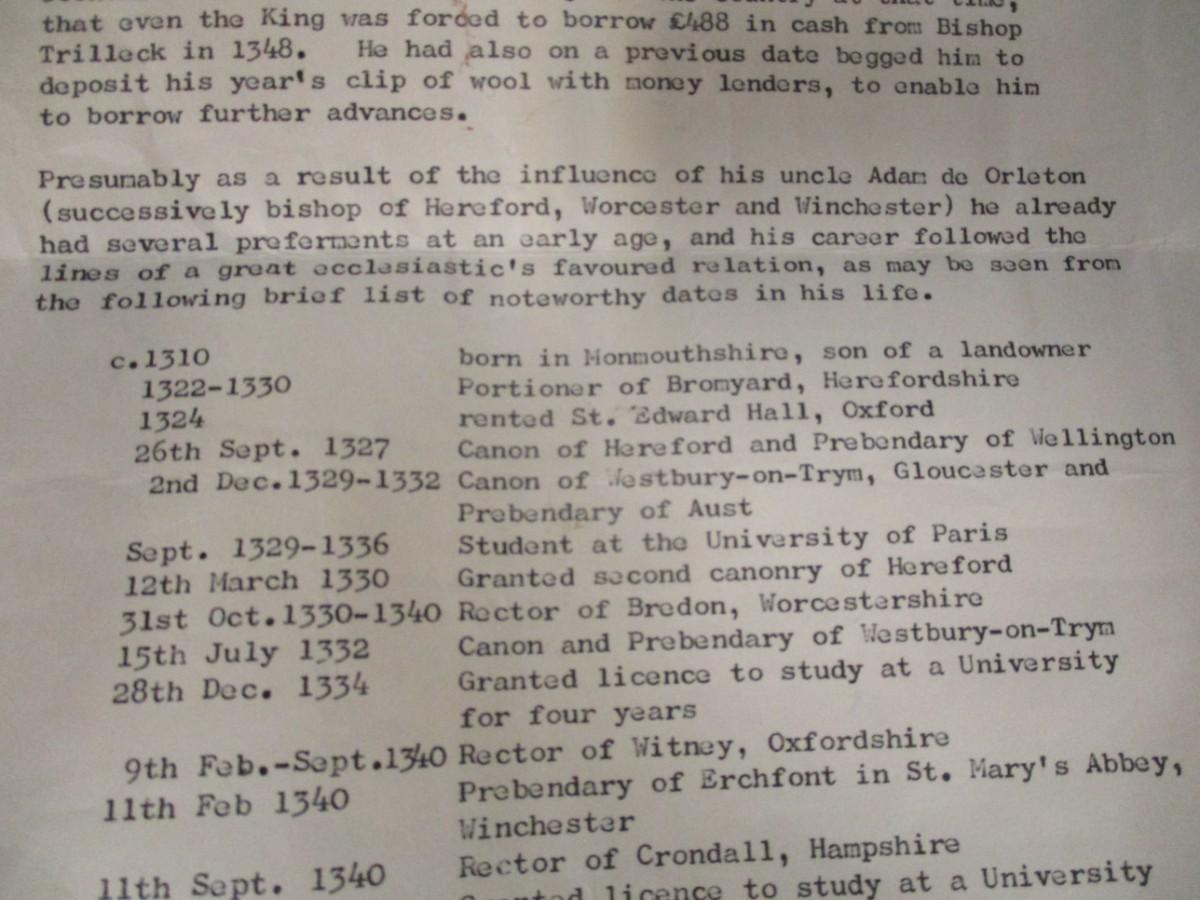 that even the King was forced to borrow £488 in cash from Bishop
Trilleck in 1348. He had also on a previous date begged him to
deposit his year's clip of wool with money lenders, to enable him
to borrow further advances.
Presumably as a result of the influence of his uncle Adam de Orleton
(successively bishop of Hereford, Worcester and Winchester) he already
had several preferments at an early age, and his career followed the
lines of a great ecclesiastic's favoured relation, as may be seen from
the following brief list of noteworthy dates in his life.
c.1310 born in Monmouthshire, son of a landowner
1322-1330 Portioner of Bromyard, Herefordshire
1324 rented St. Edward Hall, Oxford
26th Sept. 1327 Canon of Hereford and Prebendary of Wellington
2nd Dec.1329-1332 Canon of Westbury-on-Trym, Gloucester and
Prebendary of Aust
Sept. 1329-1336 Student at the University of Paris
12th March 1330 Granted second canonry of Hereford
31st Oct.1330-1340 Rector of Bredon, Worcestershire
15th July 1332 Canon and Prebendary of Westbury-on-Trym
28th Dec. 1334 Granted licence to study at a University
for four years
9th Feb.-Sept.1340 Rector of Witney, Oxfordshire
11th Feb 1340 Prebendary of Erchfont in St. Mary's Abbey,
Winchester
11th Sept. 1340 Rector of Crondall, Hampshire
Granted licence to study at a University